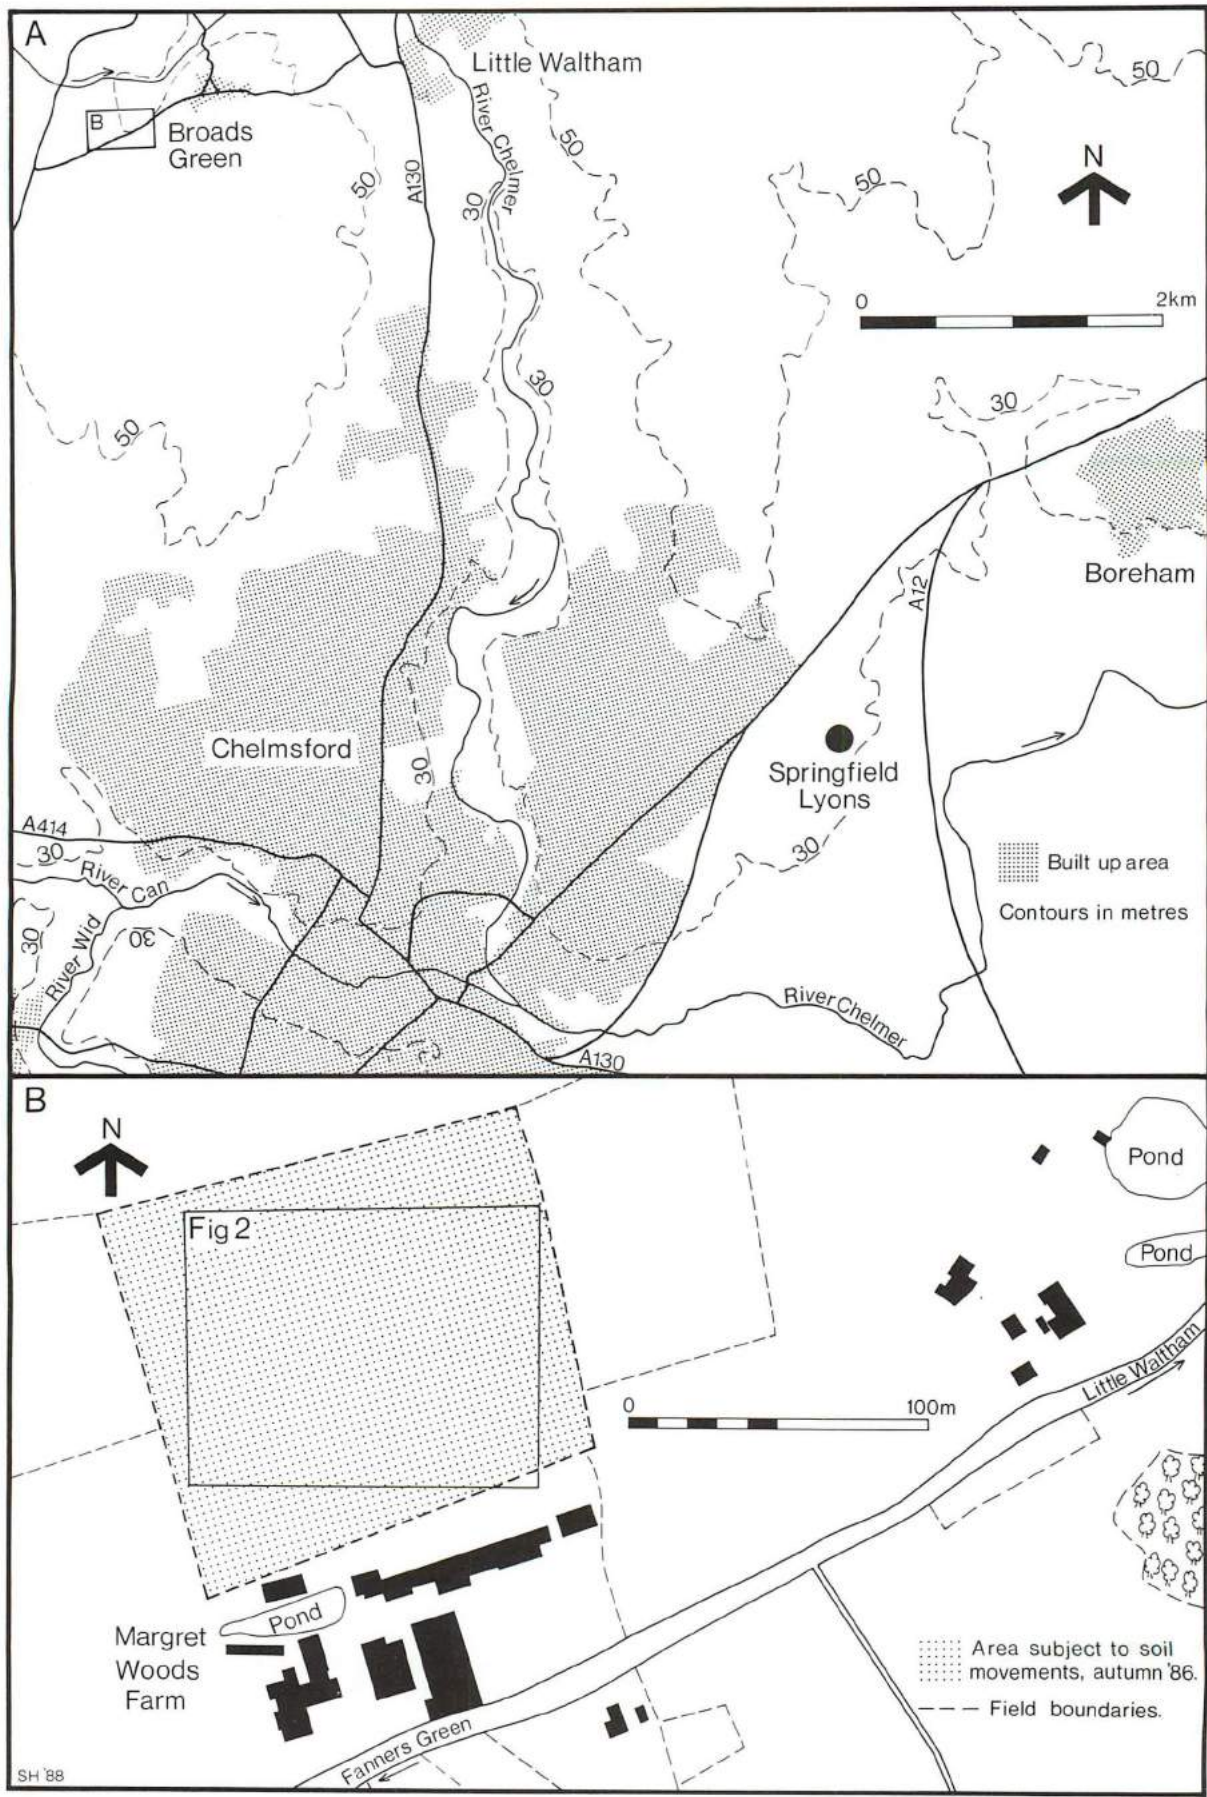 A
Little Waltham
50
B
Broads
Green
River Chelmer
50
50
A130
30
50
N
0 2km
30
30
50
A12
Boreham
Chelmsford
30
Springfield
Lyons
A414
30
River Can
30
Built up area
Contours in metres
30
30
River Wid
River Chelmer
A130
B
N
Pond
Fig 2
Pond
0 100m
Little Waltham
Pond
Margret
Woods
Farm
Area subject to soil
movements, autumn '86.
Field boundaries.
Fanners Green
SH '88